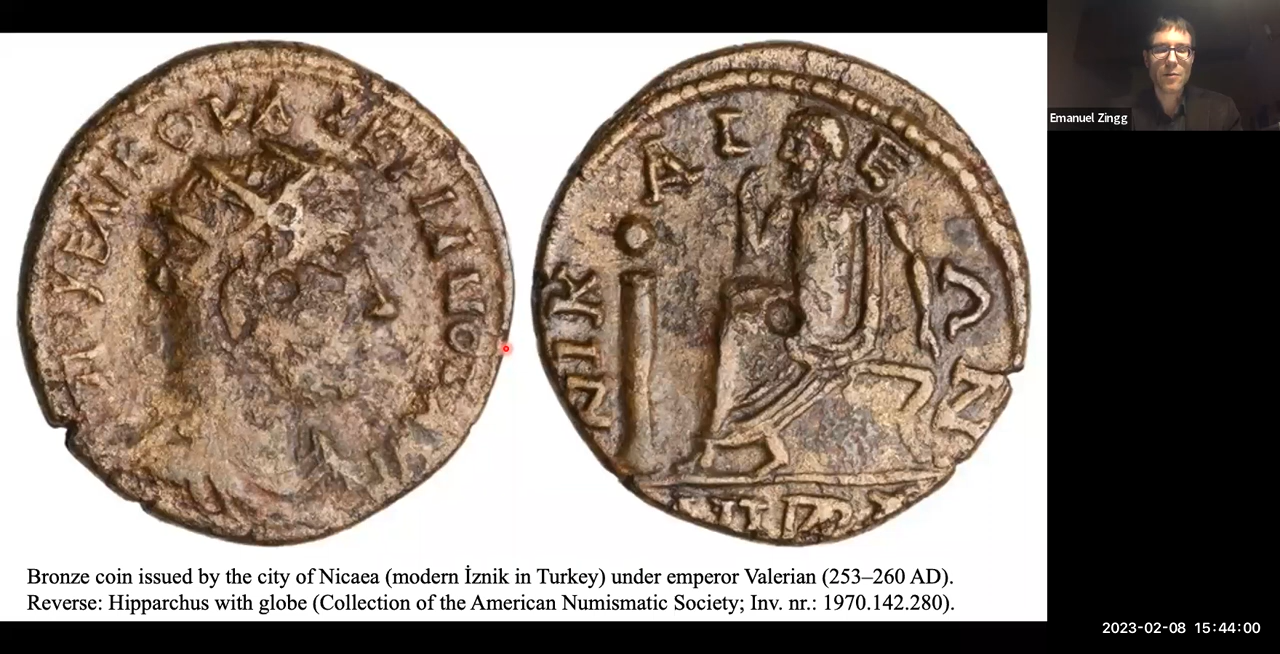 ΝΙΚΑΙΕΩΝ
Bronze coin issued by the city of Nicaea (modern İznik in Turkey) under emperor Valerian (253–260 AD).
Reverse: Hipparchus with globe (Collection of the American Numismatic Society; Inv. nr.: 1970.142.280).
Emanuel Zingg
2023-02-08 15:44:00